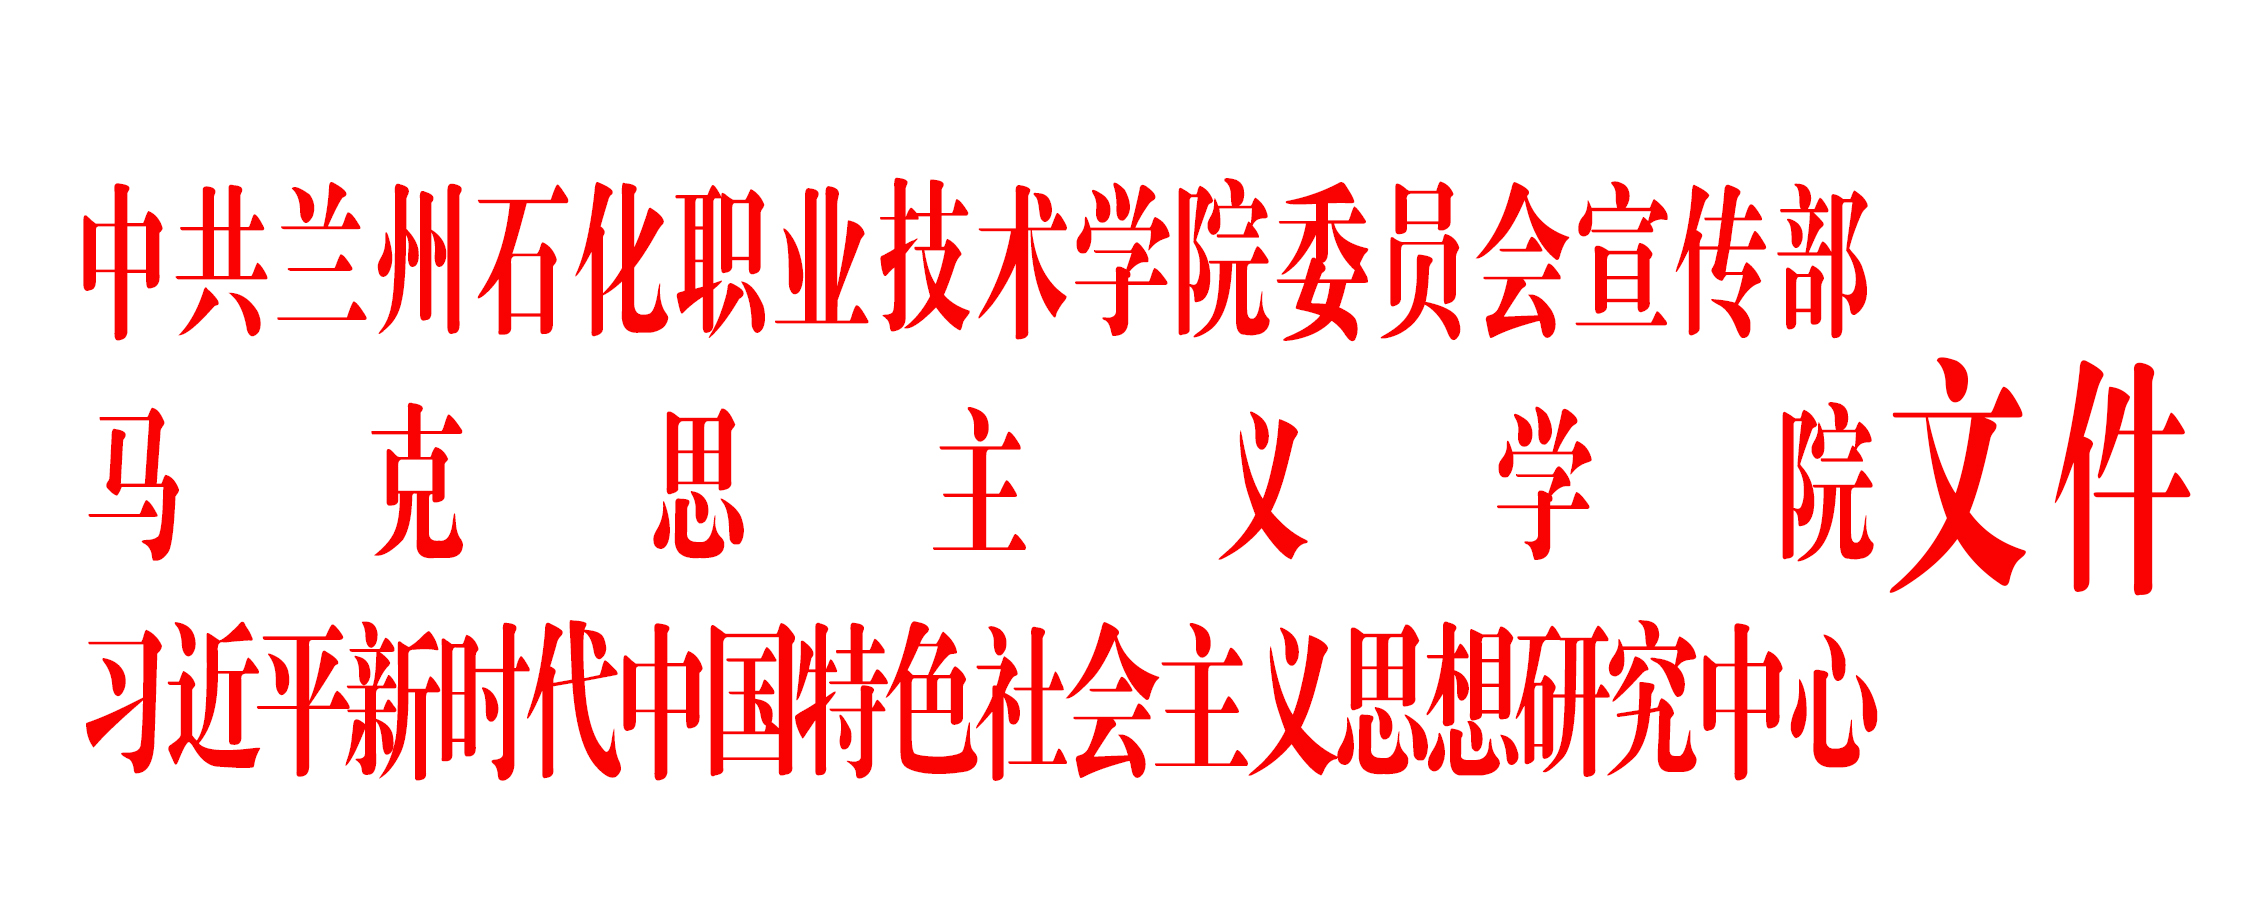 中共兰州石化职业技术学院委员会宣传部
马克思主义学院
文件
习近平新时代中国特色社会主义思想研究中心